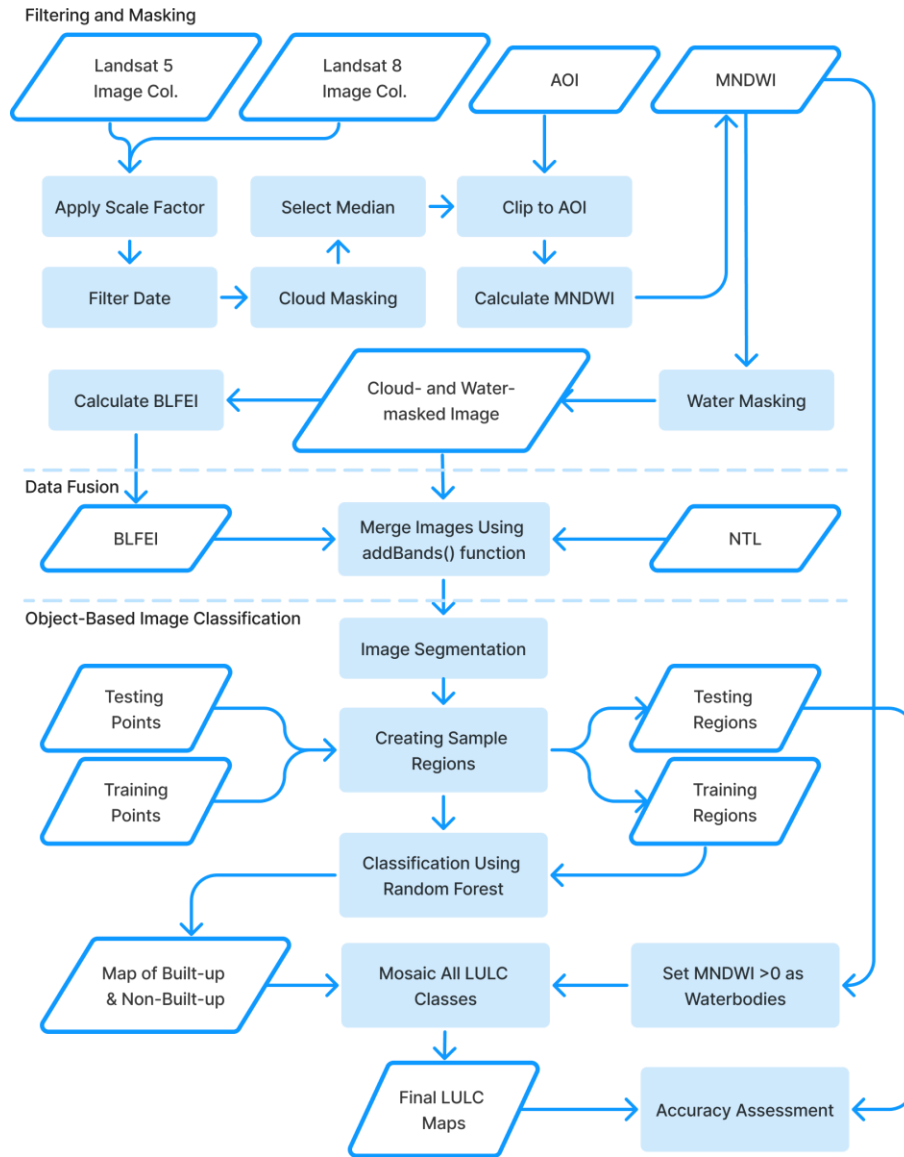 Filtering and Masking
Landsat 5
Image Col.
Landsat 8
Image Col.
AOI
MNDWI
Apply Scale Factor
Select Median
Clip to AOI
Filter Date
Cloud Masking
Calculate MNDWI
Calculate BLFEI
Cloud- and Water-
masked Image
Water Masking
Data Fusion
BLFEI
Merge Images Using
addBands() function
NTL
Object-Based Image Classification
Image Segmentation
Testing
Points
Testing
Regions
Creating Sample
Regions
Training
Points
Training
Regions
Classification Using
Random Forest
Map of Built-up
& Non-Built-up
Mosaic All LULC
Classes
Set MNDWI >0 as
Waterbodies
Final LULC
Maps
Accuracy Assessment